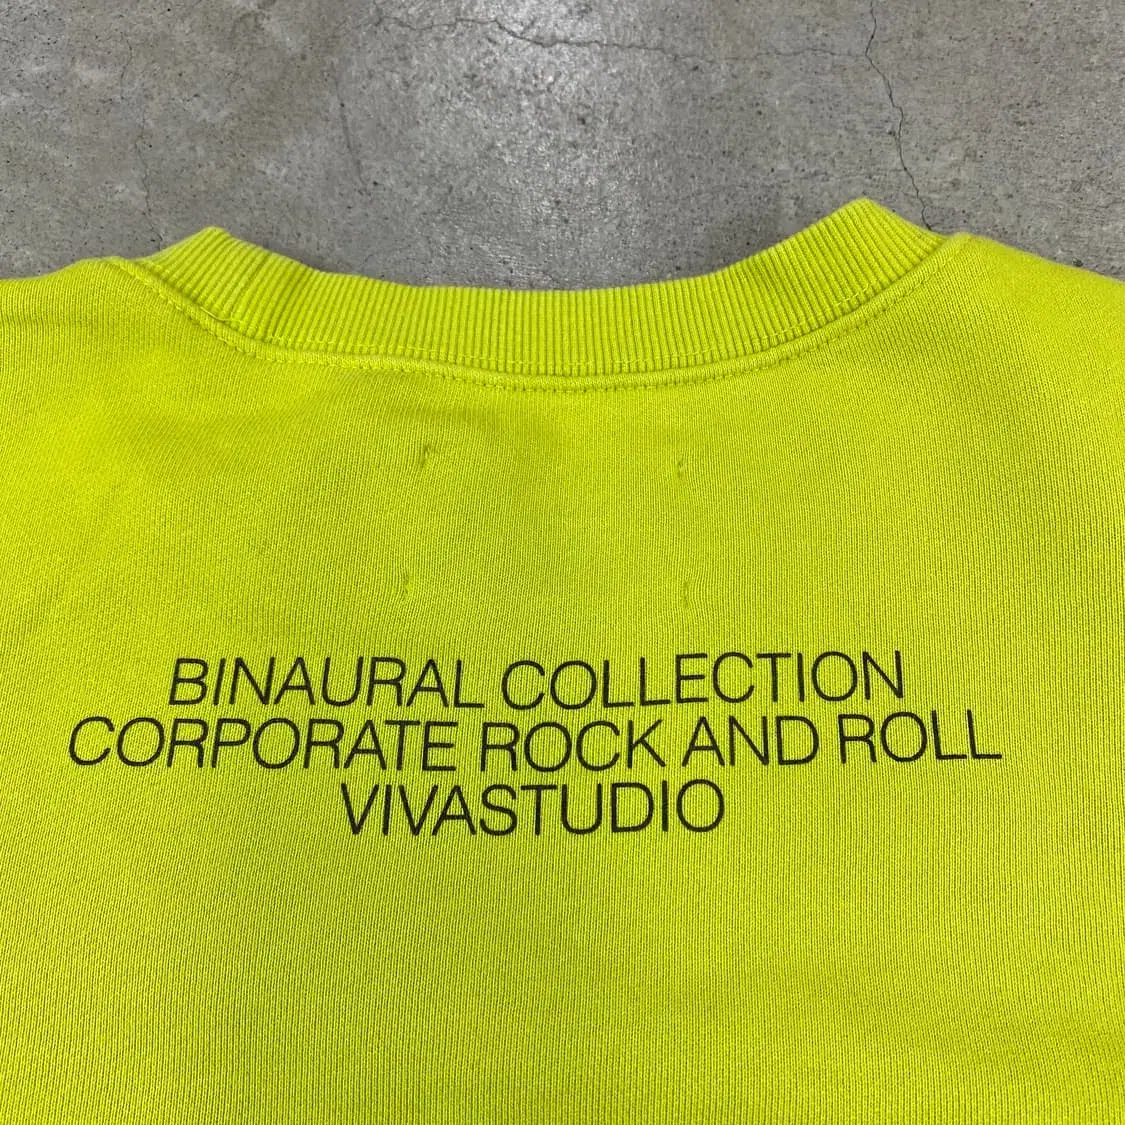 BINAURAL COLLECTION
CORPORATE ROCK AND ROLL
VIVASTUDIO